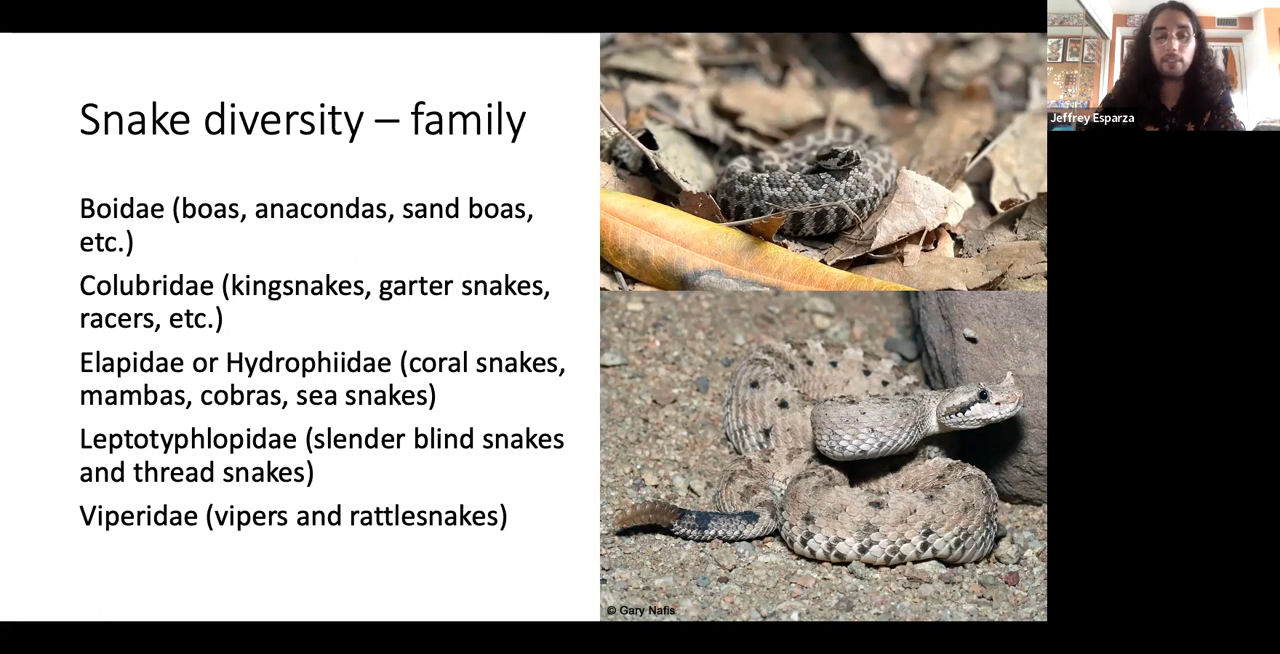 Snake diversity – family
Boidae (boas, anacondas, sand boas,
etc.)
Colubridae (kingsnakes, garter snakes,
racers, etc.)
Elapidae or Hydrophiidae (coral snakes,
mambas, cobras, sea snakes)
Leptotyphlopidae (slender blind snakes
and thread snakes)
Viperidae (vipers and rattlesnakes)
© Gary Nafis
Jeffrey Esparza